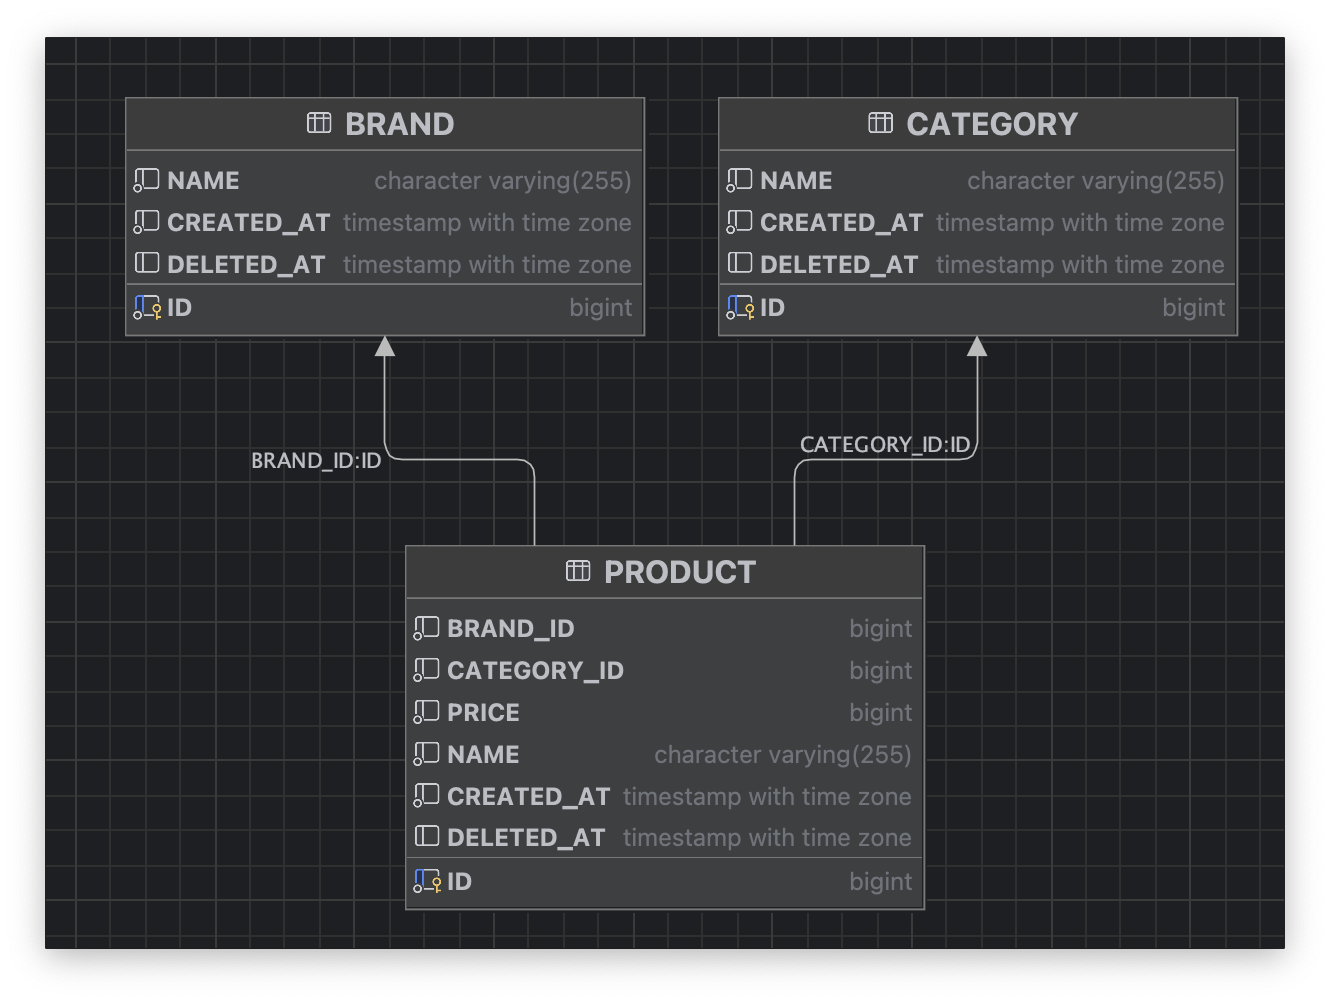 BRAND
NAME character varying(255)
CREATED_AT timestamp with time zone
DELETED_AT timestamp with time zone
ID bigint
CATEGORY
NAME character varying(255)
CREATED_AT timestamp with time zone
DELETED_AT timestamp with time zone
ID bigint
BRAND_ID:ID
CATEGORY_ID:ID
PRODUCT
BRAND_ID bigint
CATEGORY_ID bigint
PRICE bigint
NAME character varying(255)
CREATED_AT timestamp with time zone
DELETED_AT timestamp with time zone
ID bigint